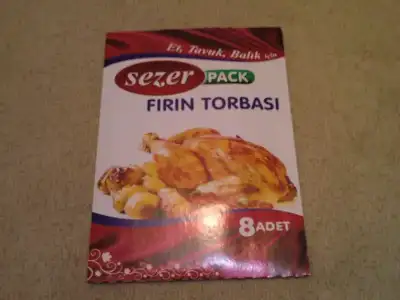 Et, Tavuk, Balık için
sezer PACK
FIRIN TORBASI
8 ADET